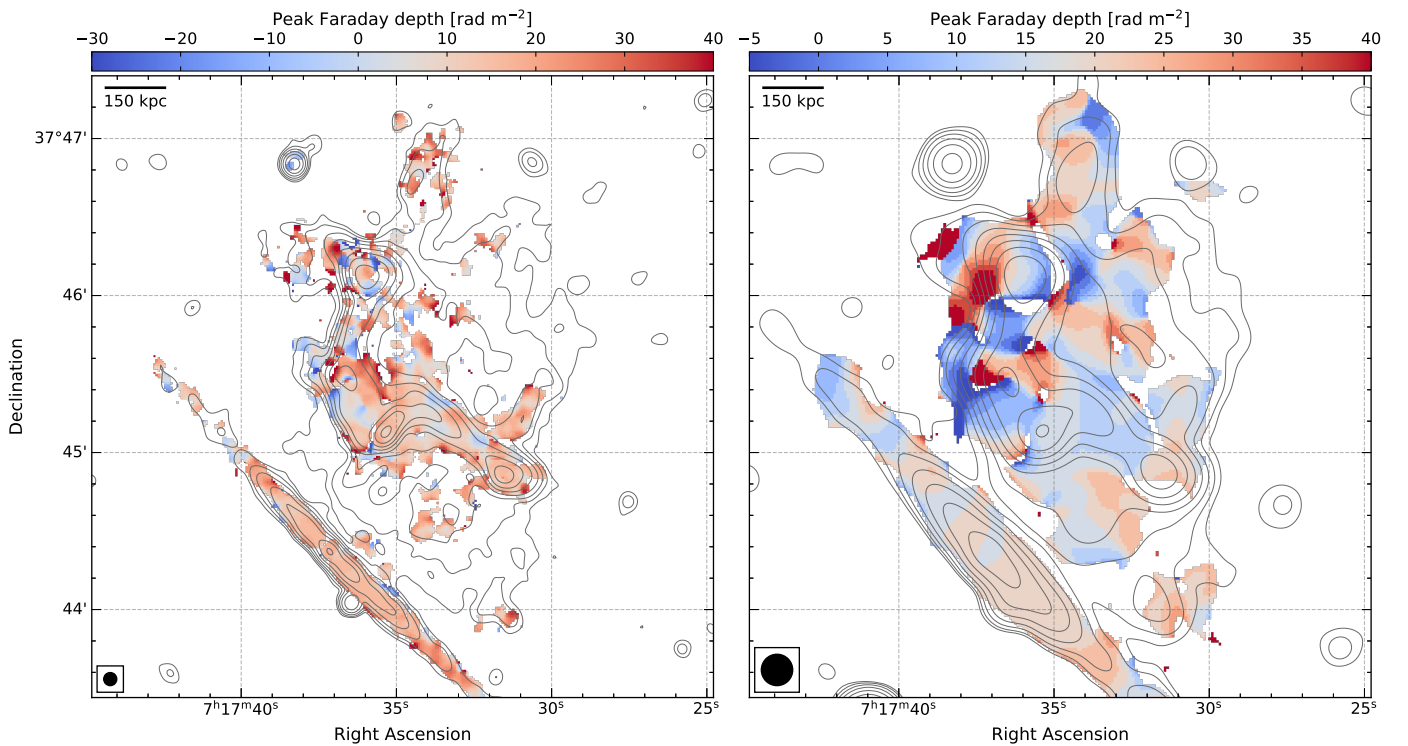 Peak Faraday depth [rad m⁻²]
−30 −20 −10 0 10 20 30 40
150 kpc
37°47'
46'
45'
44'
Declination
7ʰ17ᵐ40ˢ 35ˢ 30ˢ 25ˢ
Right Ascension
Peak Faraday depth [rad m⁻²]
−5 0 5 10 15 20 25 30 35 40
150 kpc
7ʰ17ᵐ40ˢ 35ˢ 30ˢ 25ˢ
Right Ascension